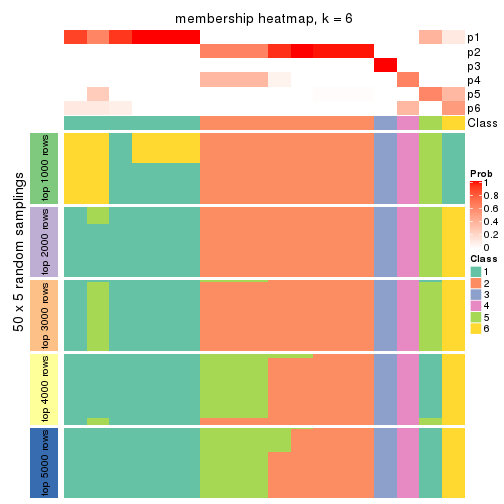 membership heatmap, k = 6
p1
p2
p3
p4
p5
p6
Class
50 x 5 random samplings
top 1000 rows
top 2000 rows
top 3000 rows
top 4000 rows
top 5000 rows
Prob
1
0.8
0.6
0.4
0.2
0
Class
1
2
3
4
5
6